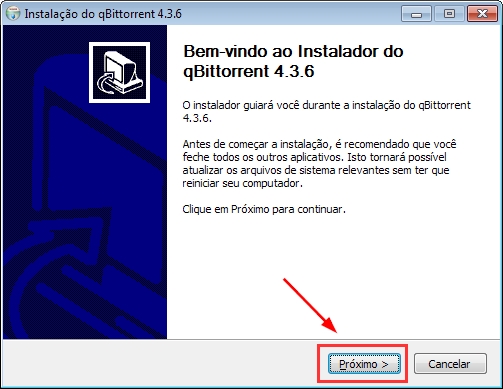 Instalação do qBittorrent 4.3.6
Bem-vindo ao Instalador do
qBittorrent 4.3.6
O instalador guiará você durante a instalação do qBittorrent
4.3.6.
Antes de começar a instalação, é recomendado que você
feche todos os outros aplicativos. Isto tornará possível
atualizar os arquivos de sistema relevantes sem ter que
reiniciar seu computador.
Clique em Próximo para continuar.
Próximo >
Cancelar